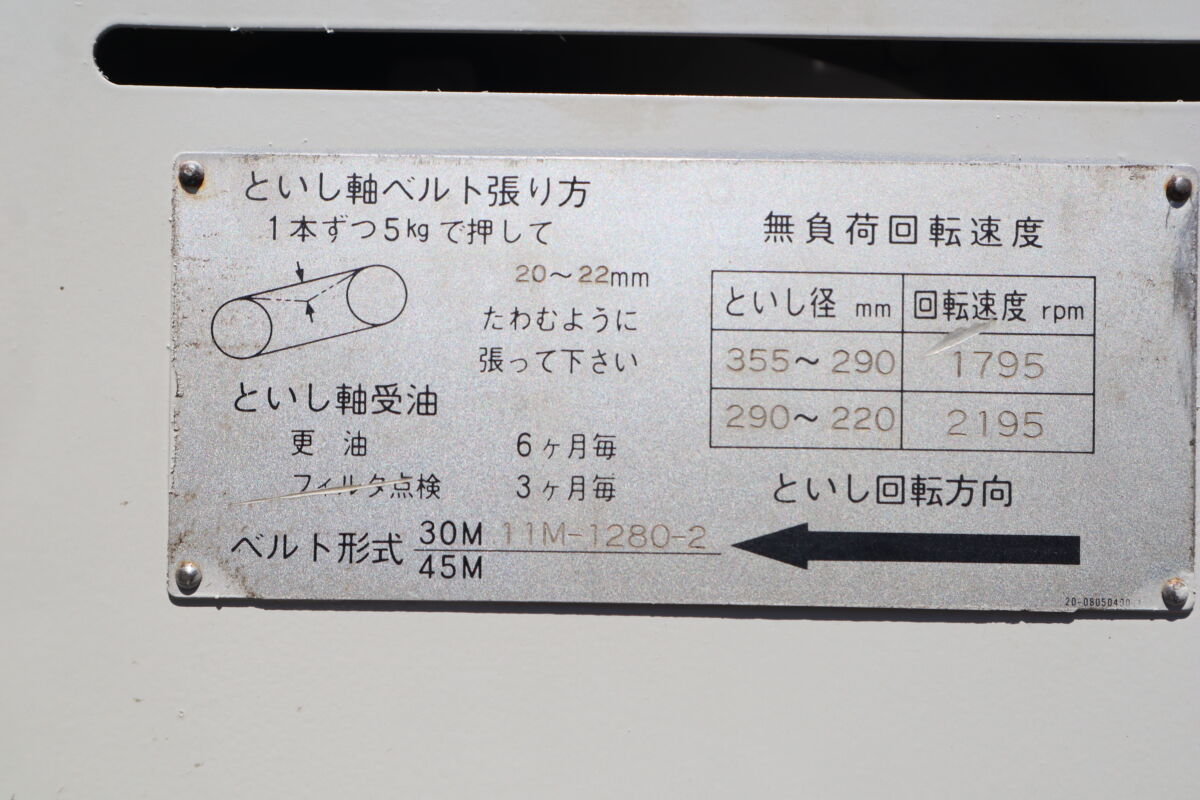 といし軸ベルト張り方
1本ずつ5kgで押して
20〜22mm
たわむように
張って下さい
といし軸受油
更 油 6ヶ月毎
フィルタ点検 3ヶ月毎
ベルト形式 30M 11M-1280-2
45M
無負荷回転速度
といし径 mm 回転速度 rpm
355〜290 1795
290〜220 2195
といし回転方向